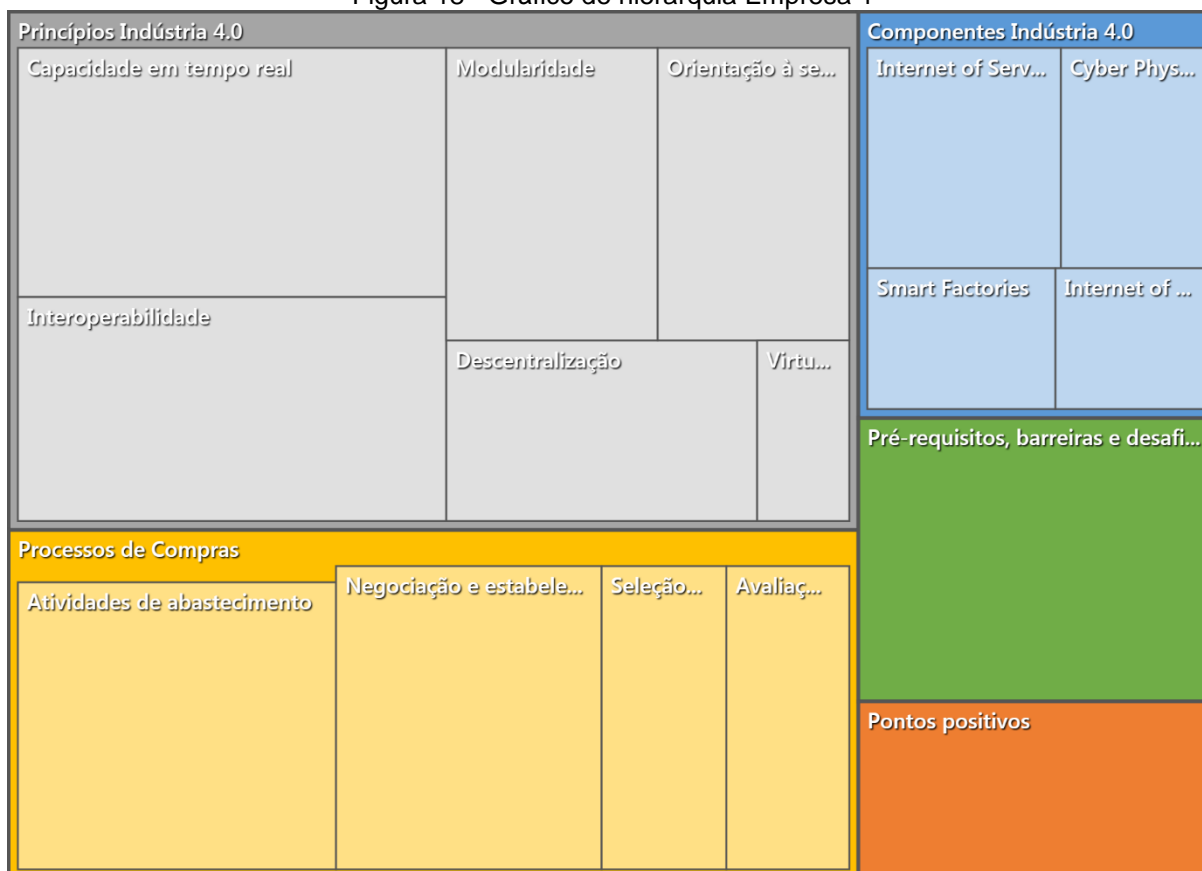 Figura 18 - Gráfico de hierarquia Empresa 1
Princípios Indústria 4.0
Capacidade em tempo real
Modularidade
Orientação à se...
Interoperabilidade
Descentralização
Virtu...
Componentes Indústria 4.0
Internet of Serv...
Cyber Phys...
Smart Factories
Internet of ...
Pré-requisitos, barreiras e desafi...
Processos de Compras
Atividades de abastecimento
Negociação e estabele...
Seleção...
Avaliaç...
Pontos positivos